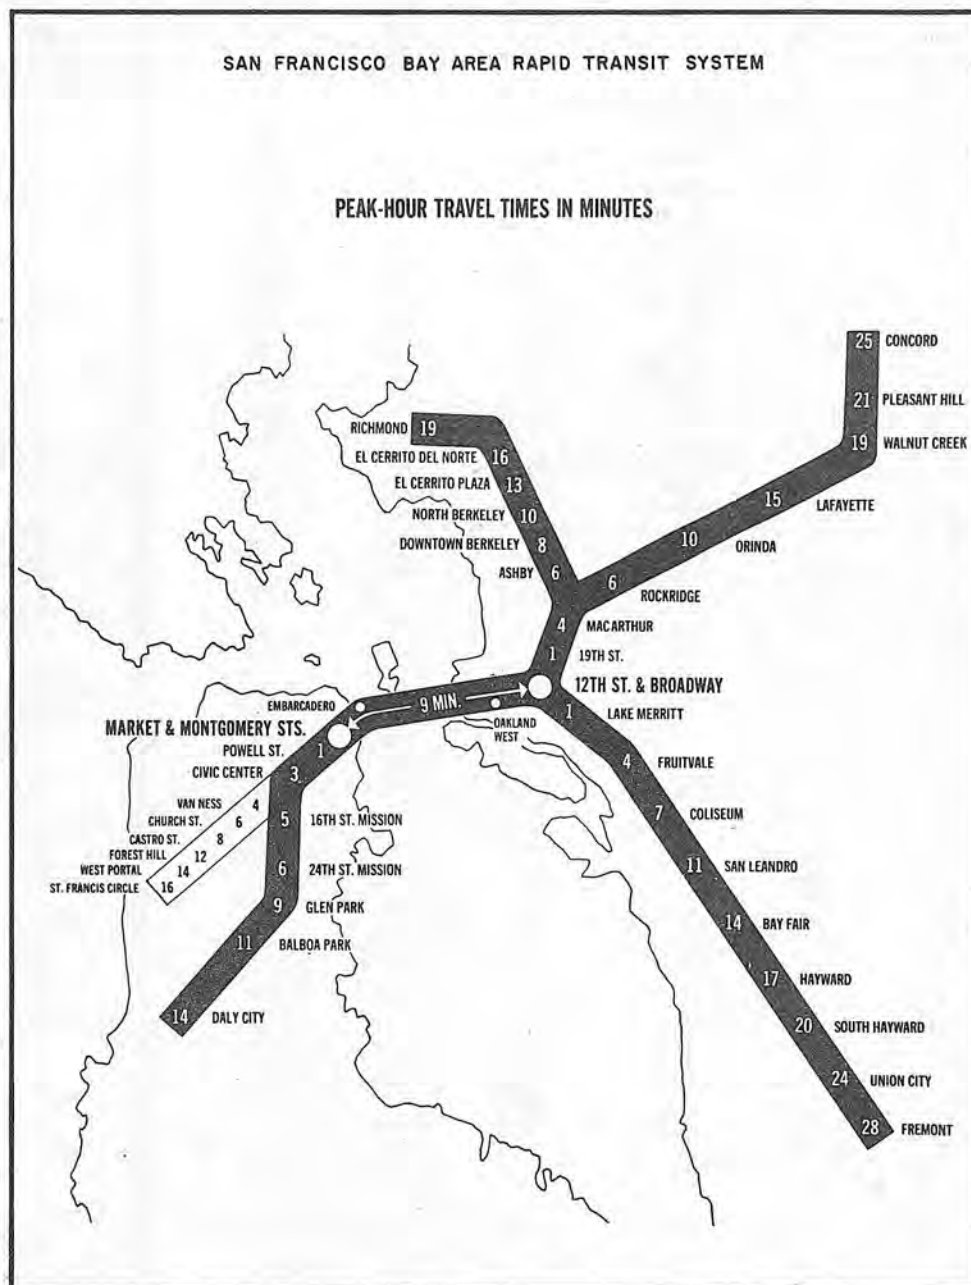 SAN FRANCISCO BAY AREA RAPID TRANSIT SYSTEM
PEAK-HOUR TRAVEL TIMES IN MINUTES
25 CONCORD
21 PLEASANT HILL
RICHMOND 19
19 WALNUT CREEK
EL CERRITO DEL NORTE 16
EL CERRITO PLAZA 13
15 LAFAYETTE
NORTH BERKELEY 10
10 ORINDA
DOWNTOWN BERKELEY 8
ASHBY 6
6 ROCKRIDGE
4 MACARTHUR
1 19TH ST.
12TH ST. & BROADWAY
EMBARCADERO
9 MIN.
1 LAKE MERRITT
OAKLAND
WEST
MARKET & MONTGOMERY STS.
POWELL ST. 1
4 FRUITVALE
CIVIC CENTER 3
VAN NESS 4
CHURCH ST. 6
5 16TH ST. MISSION
7 COLISEUM
CASTRO ST. 8
FOREST HILL 12
WEST PORTAL 14
ST. FRANCIS CIRCLE 16
6 24TH ST. MISSION
11 SAN LEANDRO
9 GLEN PARK
14 BAY FAIR
11 BALBOA PARK
17 HAYWARD
14 DALY CITY
20 SOUTH HAYWARD
24 UNION CITY
28 FREMONT